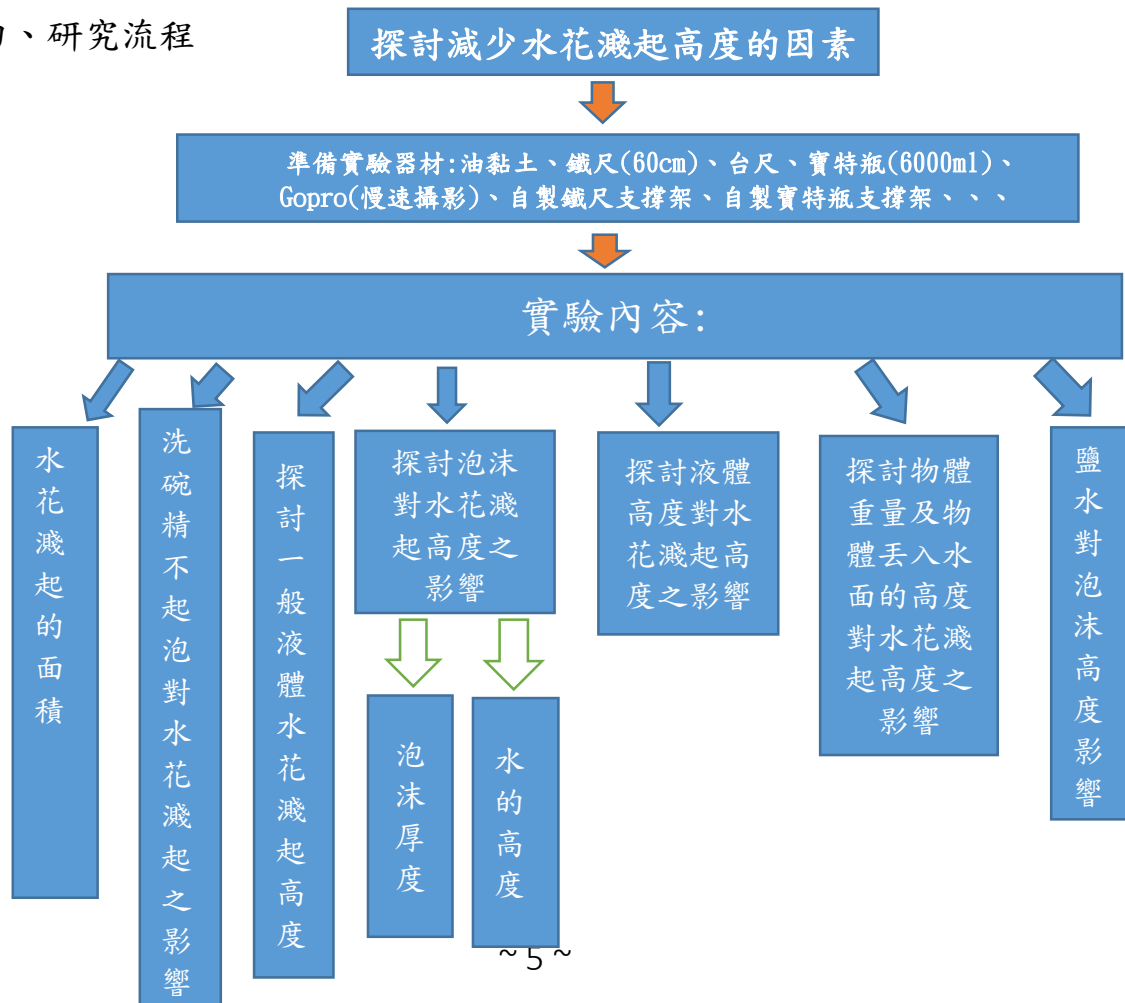 、研究流程
探討減少水花濺起高度的因素
準備實驗器材:油黏土、鐵尺(60cm)、台尺、寶特瓶(6000ml)、
Gopro(慢速攝影)、自製鐵尺支撐架、自製寶特瓶支撐架、、、
實驗內容:
水花濺起的面積
洗碗精不起泡對水花濺起之影響
探討一般液體水花濺起高度
探討泡沫
對水花濺
起高度之
影響
泡沫厚度
水的高度
探討液體
高度對水
花濺起高
度之影響
探討物體
重量及物
體丟入水
面的高度
對水花濺
起高度之
影響
鹽水對泡沫高度影響
~ 5 ~